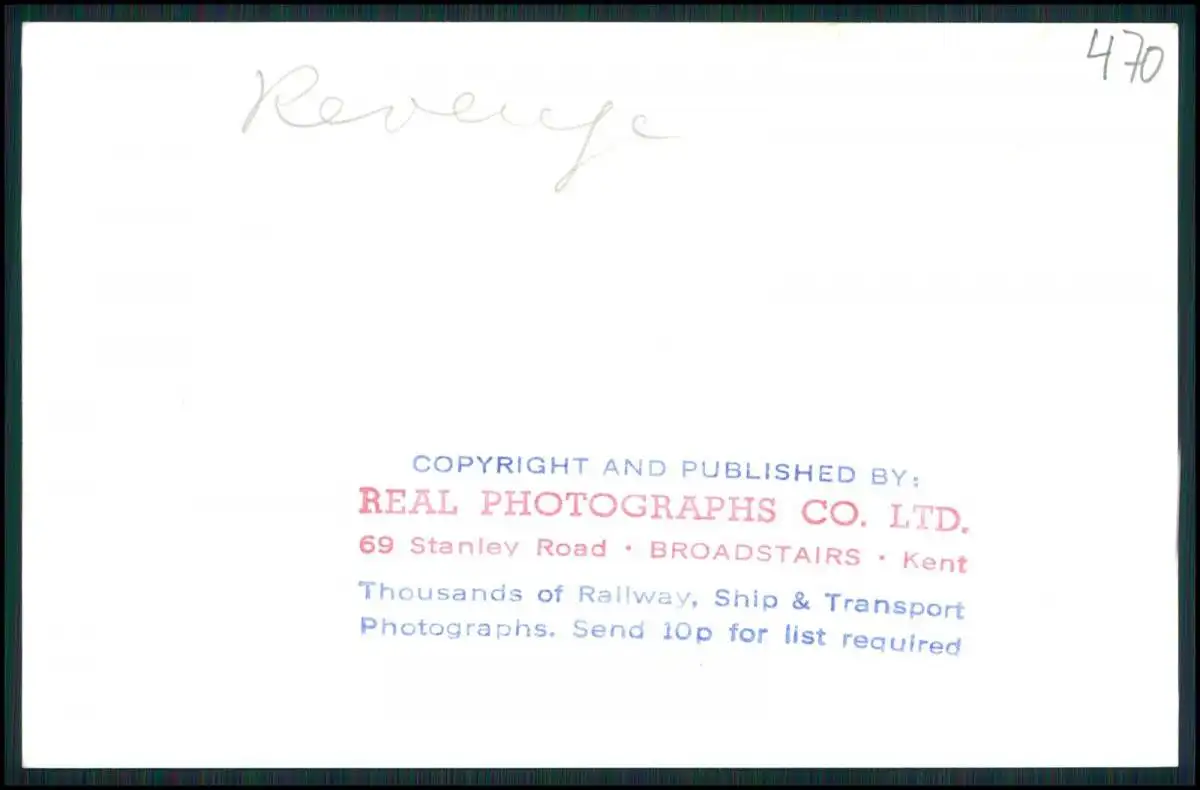 470
Revenge
COPYRIGHT AND PUBLISHED BY:
REAL PHOTOGRAPHS CO. LTD.
69 Stanley Road · BROADSTAIRS · Kent
Thousands of Railway, Ship & Transport
Photographs. Send 10p for list required